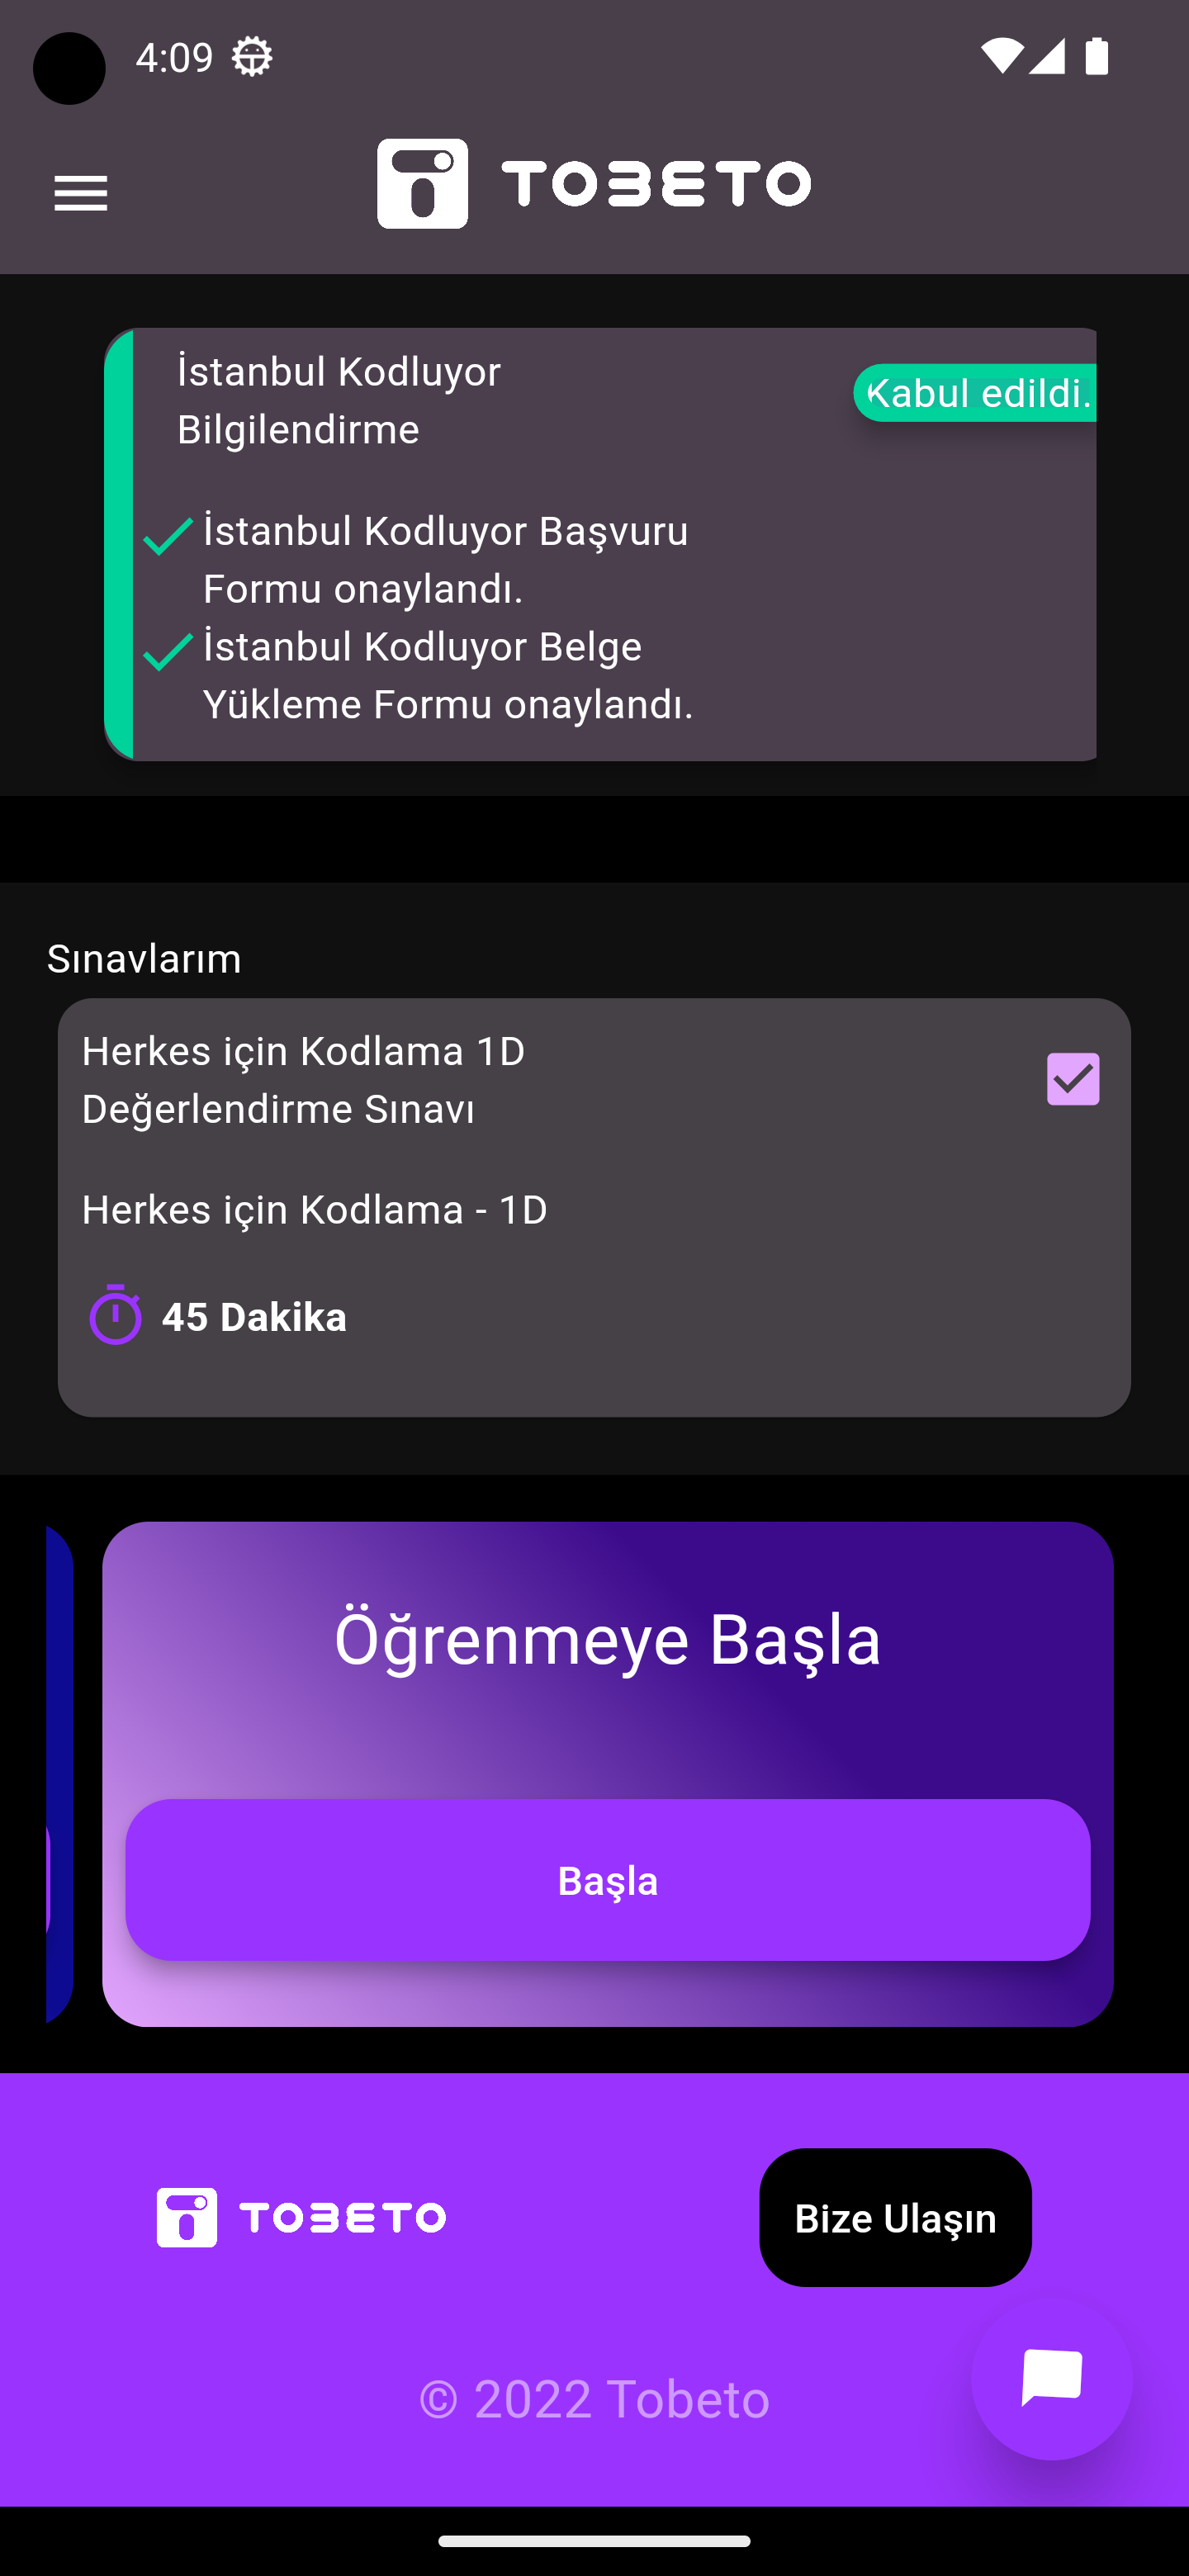 4:09
TOBETO
İstanbul Kodluyor
Bilgilendirme
Kabul edildi.
İstanbul Kodluyor Başvuru
Formu onaylandı.
İstanbul Kodluyor Belge
Yükleme Formu onaylandı.
Sınavlarım
Herkes için Kodlama 1D
Değerlendirme Sınavı
Herkes için Kodlama - 1D
45 Dakika
Öğrenmeye Başla
Başla
TOBETO
Bize Ulaşın
© 2022 Tobeto